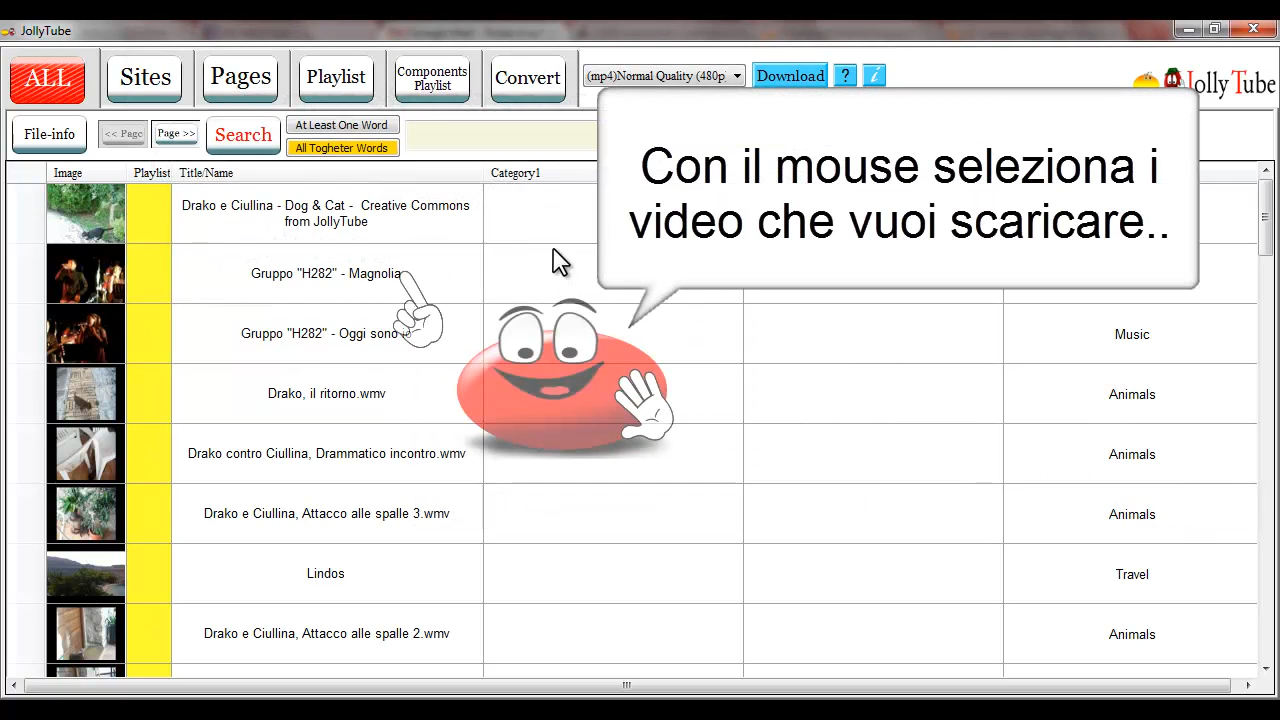 JollyTube
ALL
Sites
Pages
Playlist
Components
Playlist
Convert
(mp4)Normal Quality (480p)
Download
?
i
Jolly Tube
File-info
<< Page
Page >>
Search
At Least One Word
All Togheter Words
Con il mouse seleziona i
video che vuoi scaricare..
Image
Playlist
Title/Name
Category1
Drako e Ciullina - Dog & Cat - Creative Commons
from JollyTube
Gruppo "H282" - Magnolia
Gruppo "H282" - Oggi sono
Music
Drako, il ritorno.wmv
Animals
Drako contro Ciullina, Drammatico incontro.wmv
Animals
Drako e Ciullina, Attacco alle spalle 3.wmv
Animals
Lindos
Travel
Drako e Ciullina, Attacco alle spalle 2.wmv
Animals